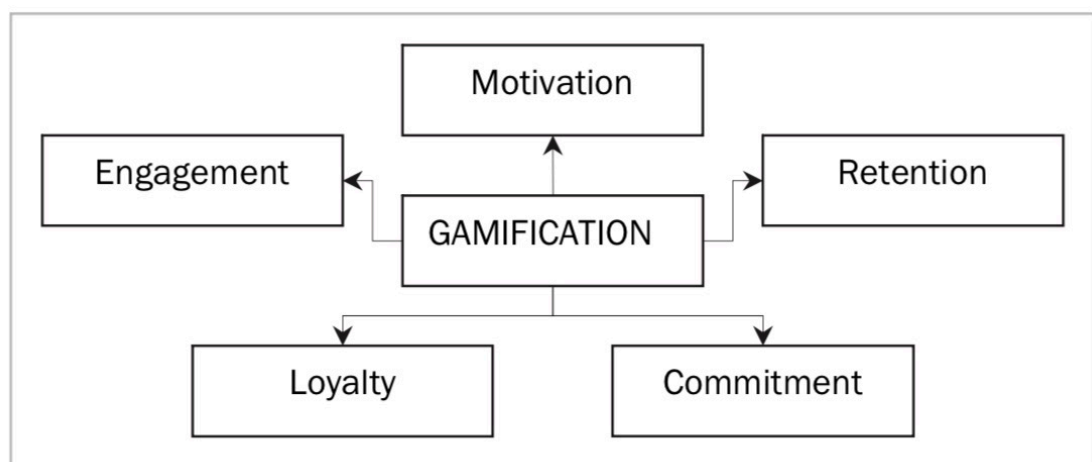 Motivation
Engagement
Retention
GAMIFICATION
Loyalty
Commitment